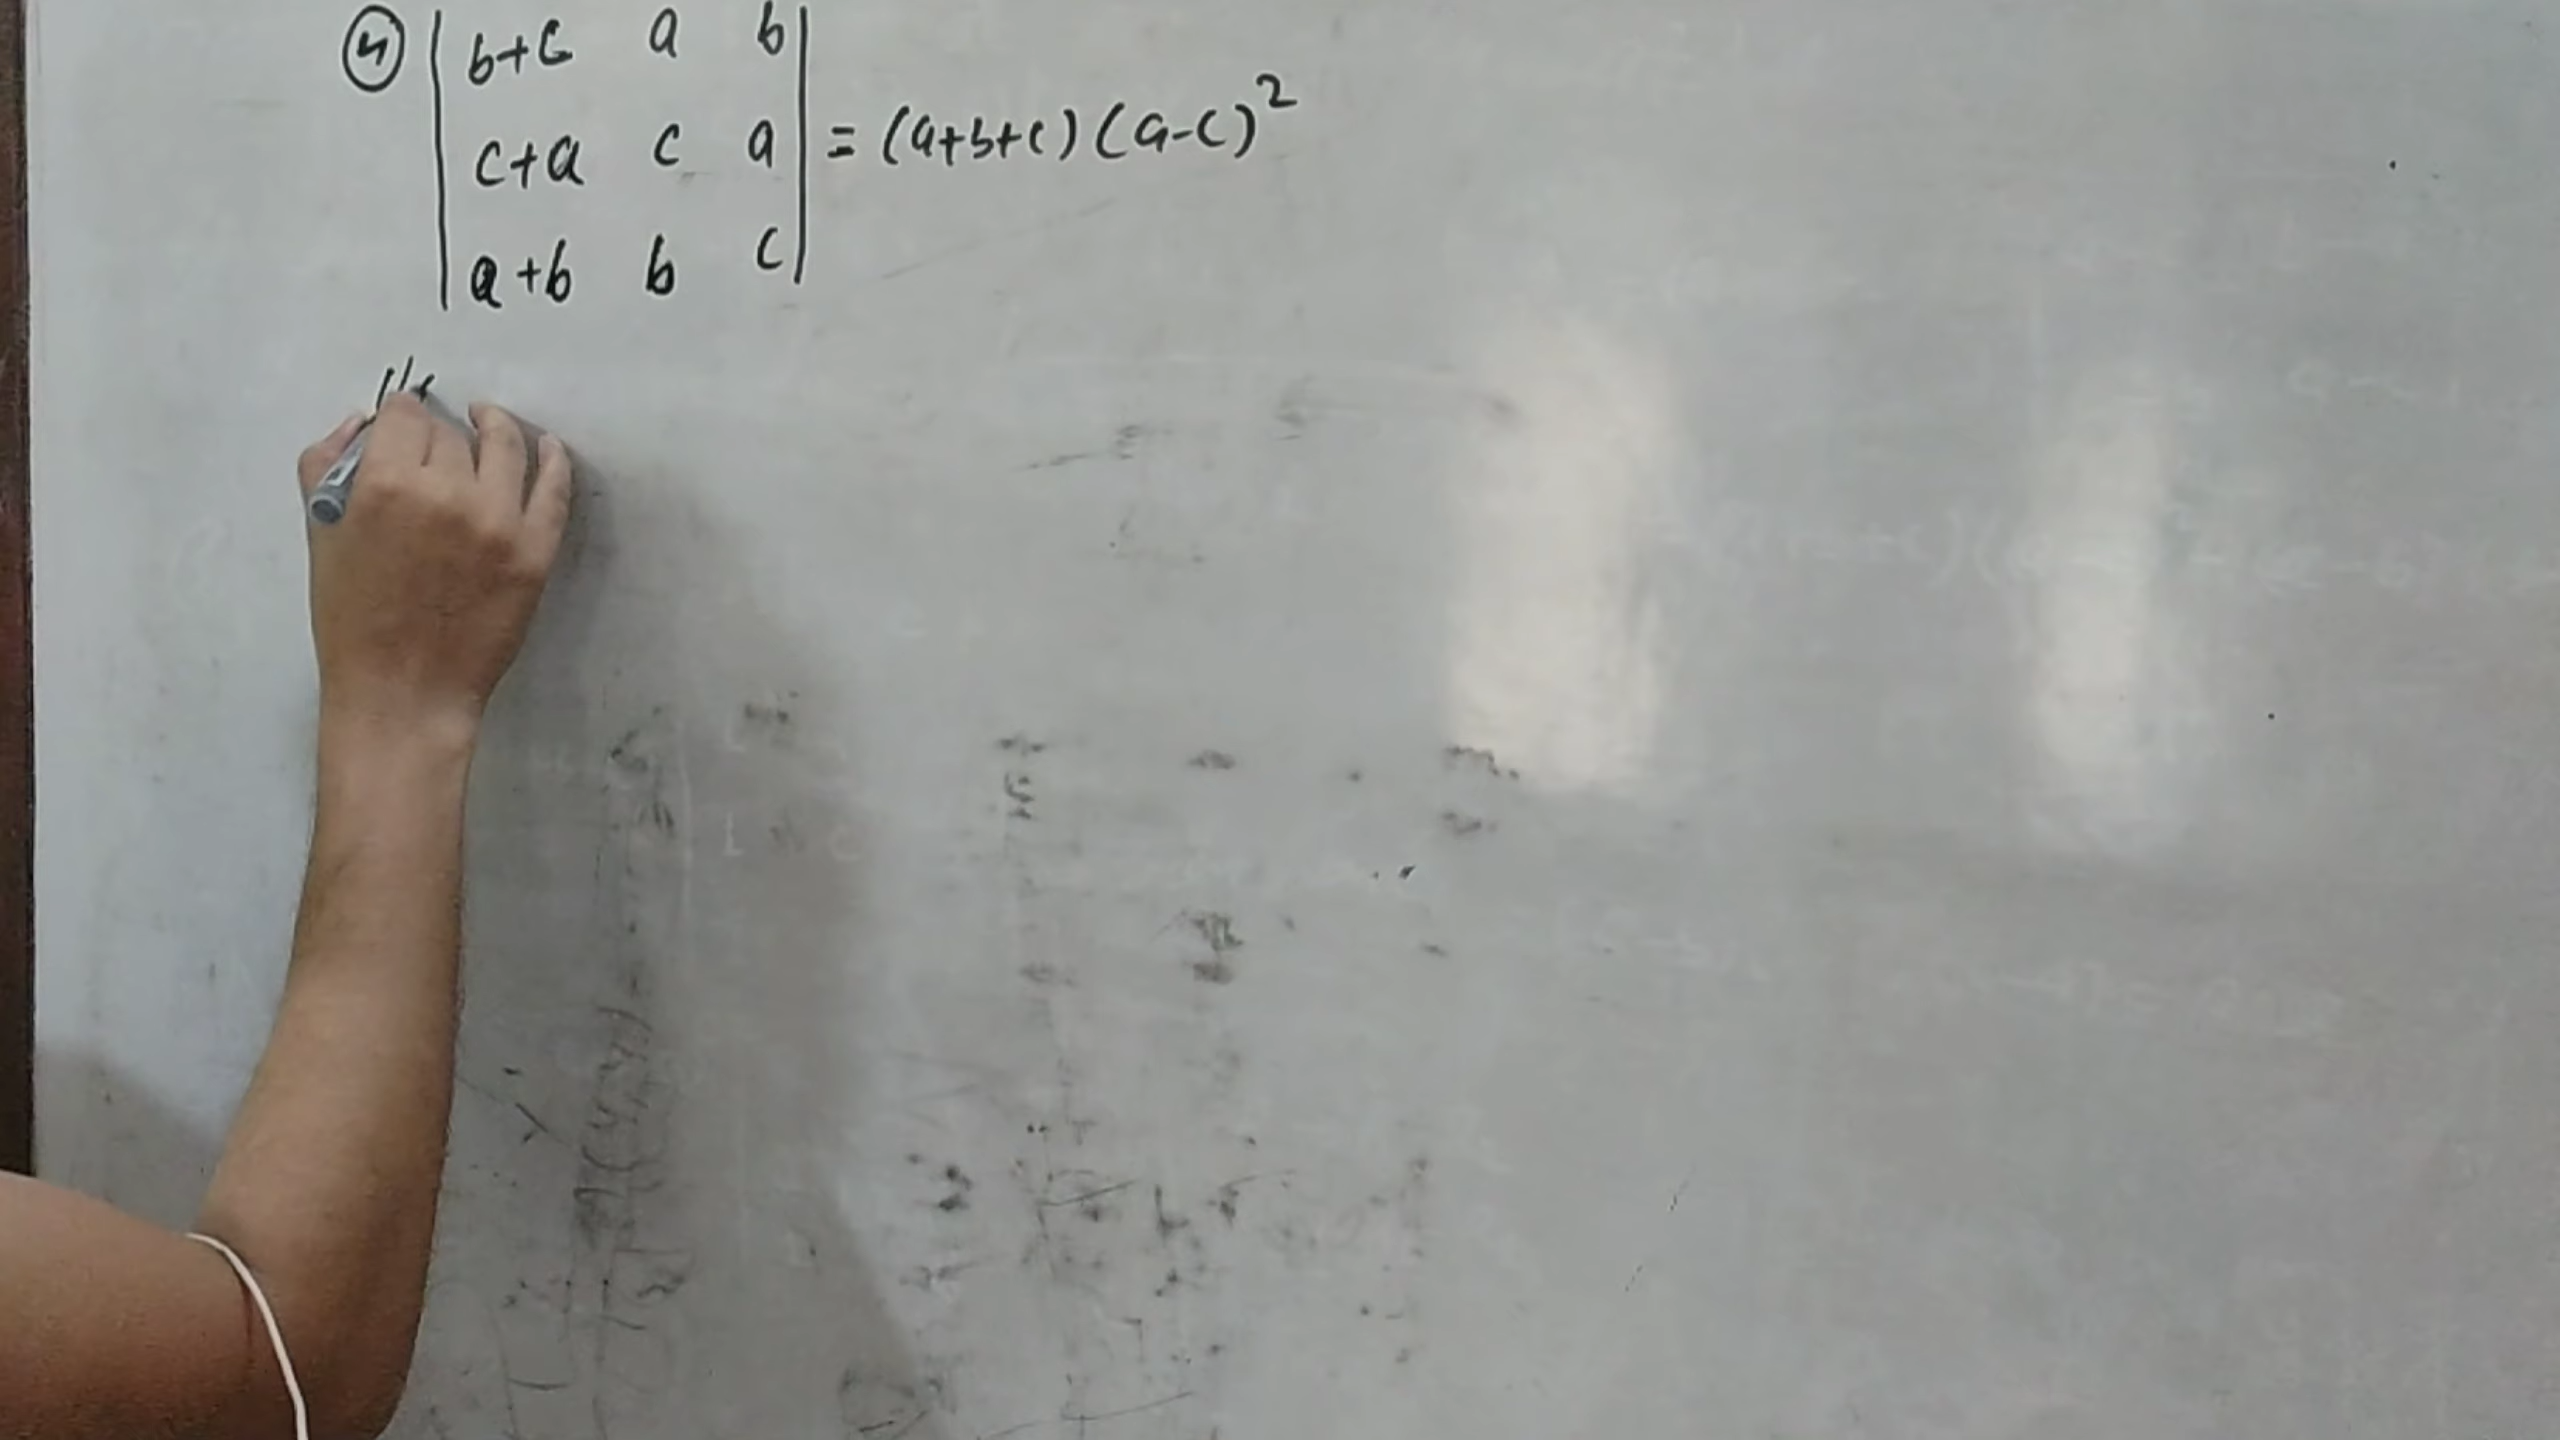 ④ | b+c a b |
| c+a c a | = (a+b+c) (a-c)²
| a+b b c |